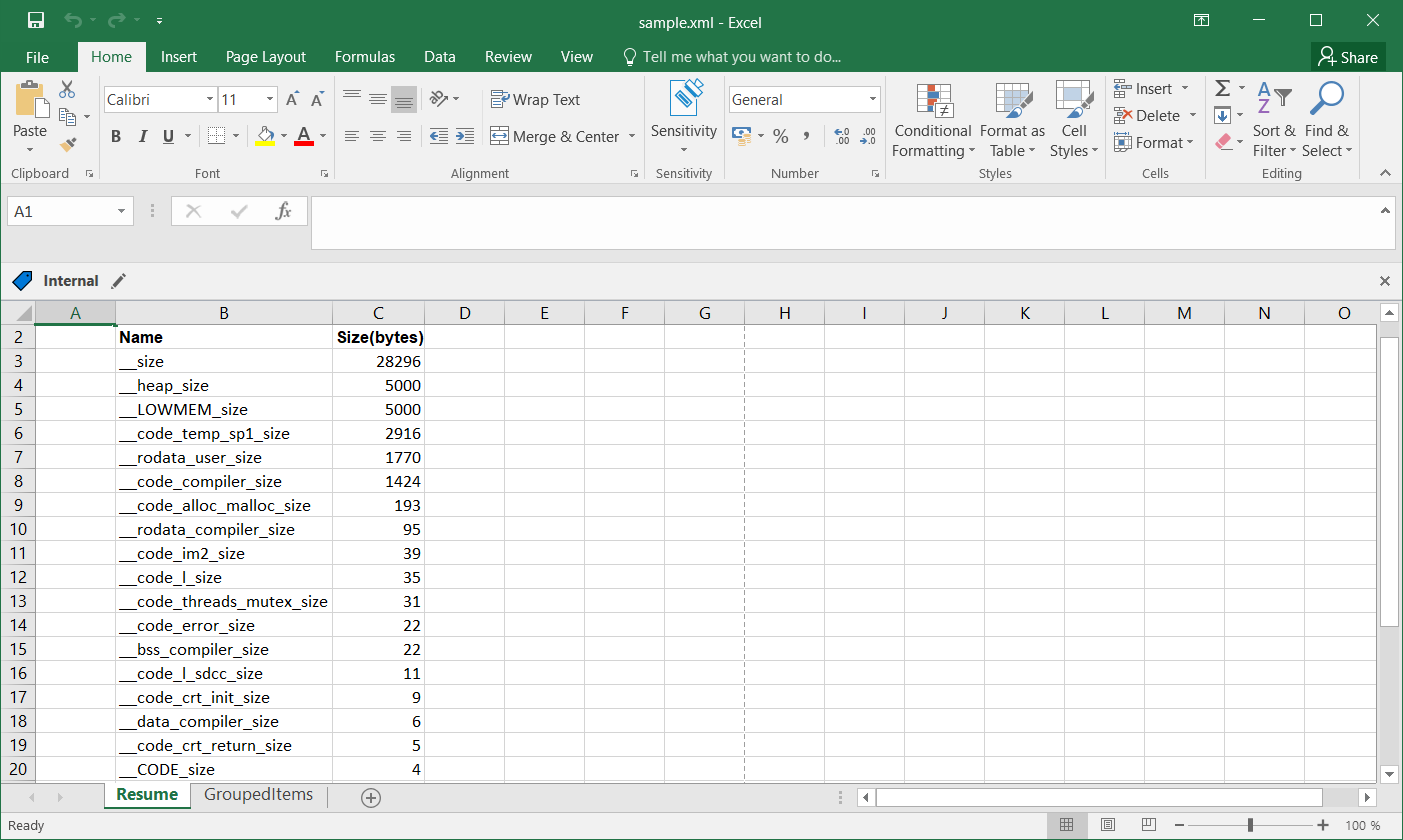 sample.xml - Excel
File Home Insert Page Layout Formulas Data Review View Tell me what you want to do... Share
Calibri 11 A A Wrap Text General Insert Σ A Z
Paste B I U A Merge & Center Sensitivity % , .0 .00 .00 .0 Conditional Formatting Format as Table Cell Styles Delete Format Sort & Filter Find & Select
Clipboard Font Alignment Sensitivity Number Styles Cells Editing
A1 fx
Internal
A B C D E F G H I J K L M N O
2 Name Size(bytes)
3 __size 28296
4 __heap_size 5000
5 __LOWMEM_size 5000
6 __code_temp_sp1_size 2916
7 __rodata_user_size 1770
8 __code_compiler_size 1424
9 __code_alloc_malloc_size 193
10 __rodata_compiler_size 95
11 __code_im2_size 39
12 __code_l_size 35
13 __code_threads_mutex_size 31
14 __code_error_size 22
15 __bss_compiler_size 22
16 __code_l_sdcc_size 11
17 __code_crt_init_size 9
18 __data_compiler_size 6
19 __code_crt_return_size 5
20 __CODE_size 4
Resume GroupedItems
Ready 100 %